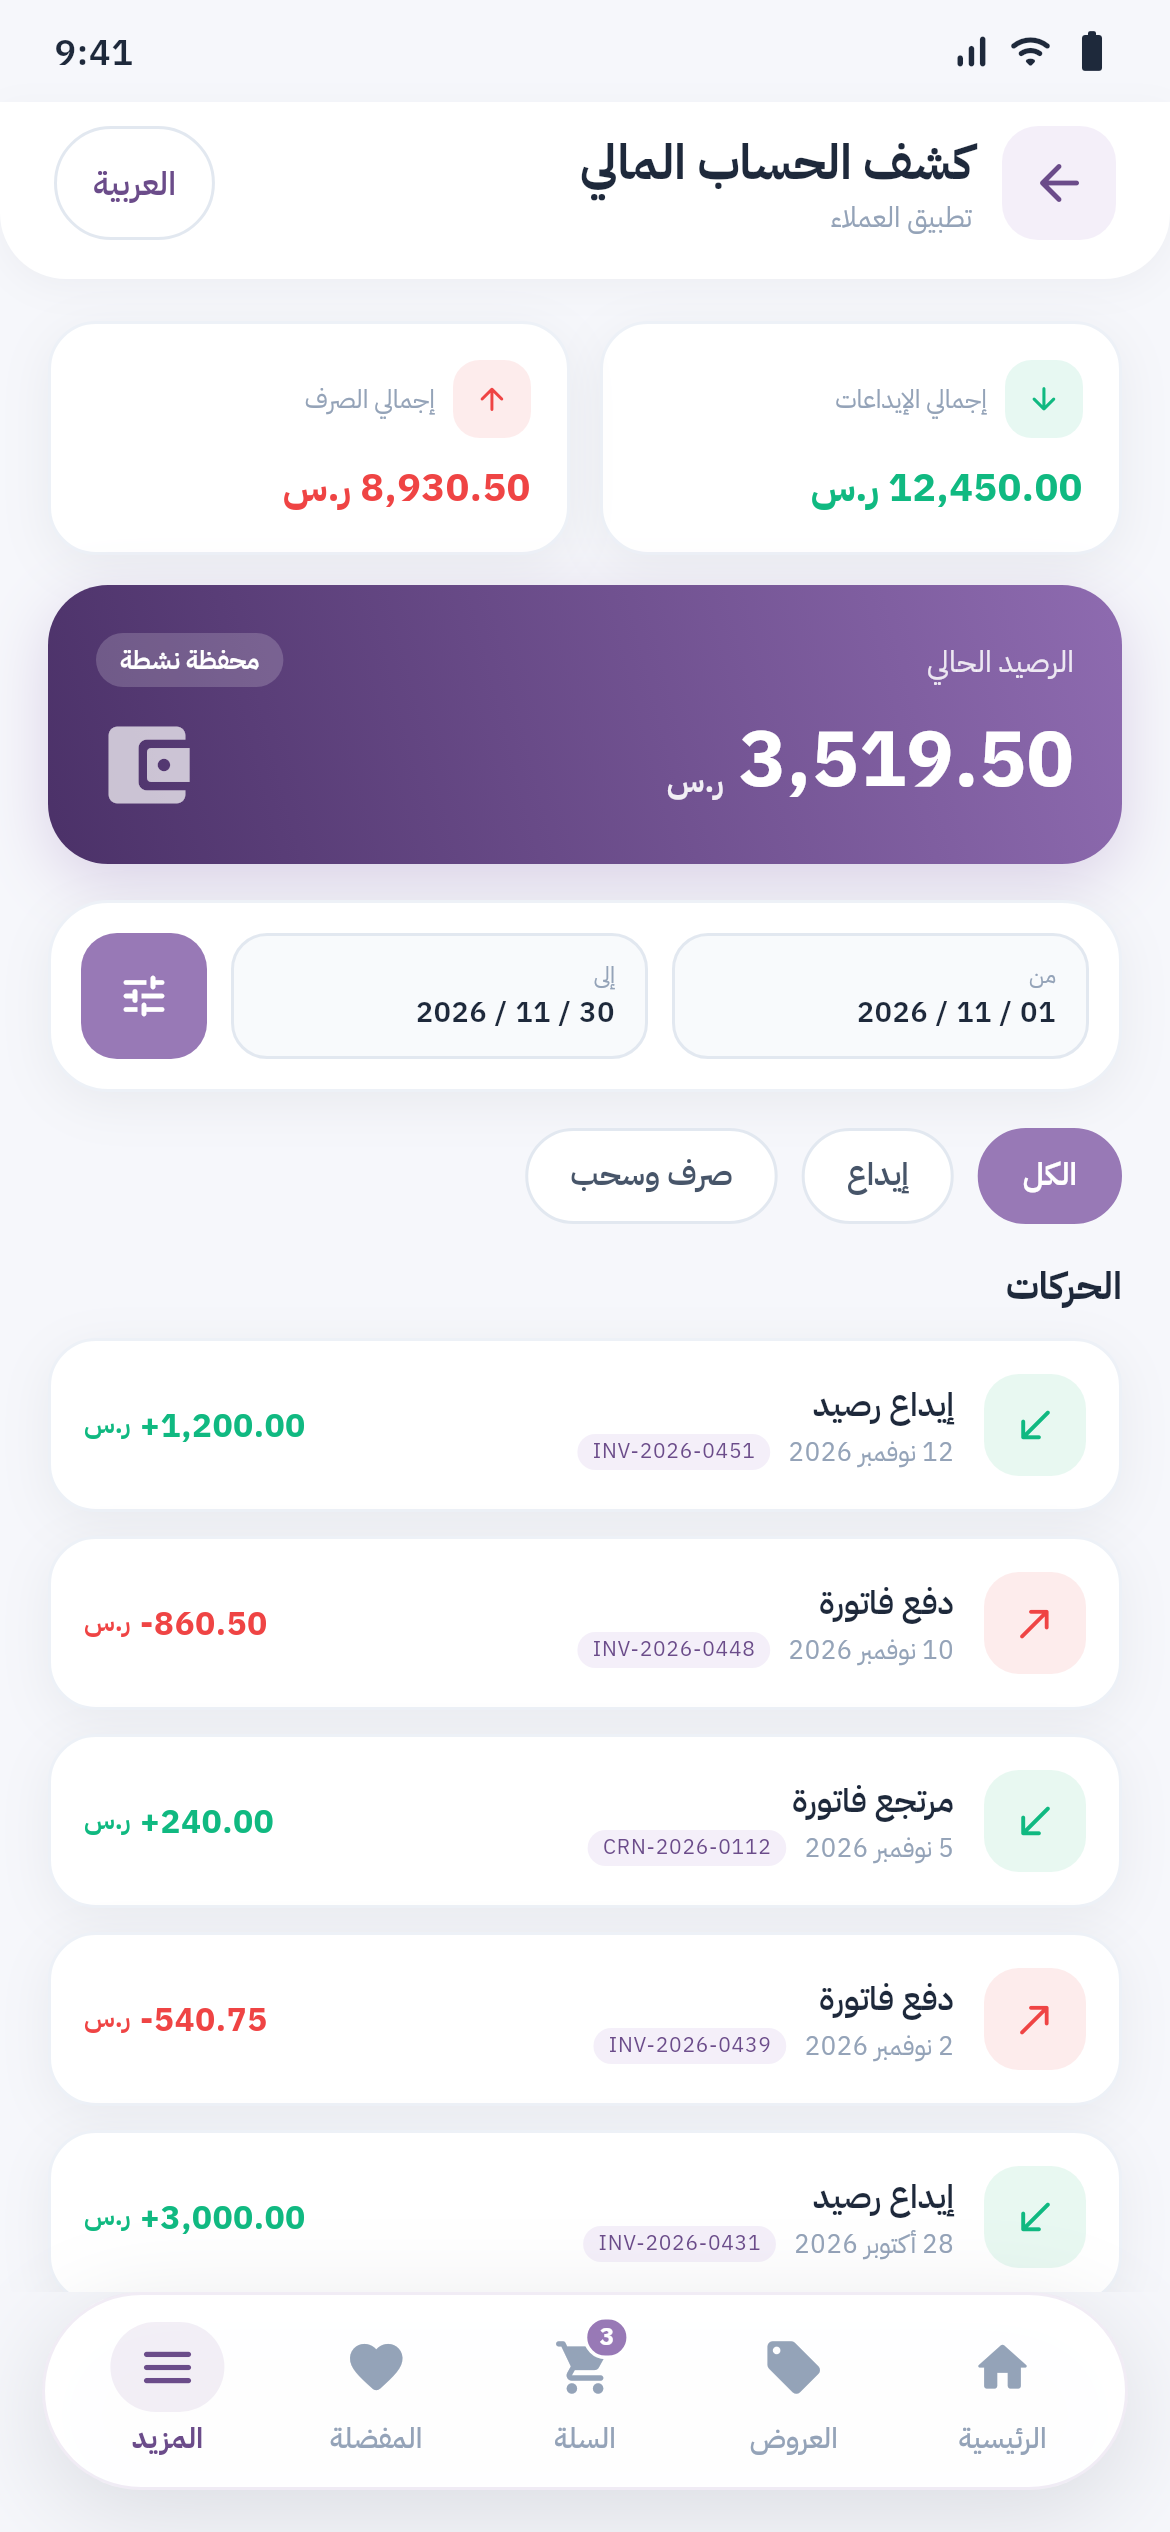 9:41
كشف الحساب المالي
تطبيق العملاء
العربية
إجمالي الإيداعات
12,450.00 ر.س
إجمالي الصرف
8,930.50 ر.س
الرصيد الحالي
محفظة نشطة
3,519.50 ر.س
من
01 / 11 / 2026
إلى
30 / 11 / 2026
الكل
إيداع
صرف وسحب
الحركات
إيداع رصيد
12 نوفمبر 2026 INV-2026-0451
+1,200.00 ر.س
دفع فاتورة
10 نوفمبر 2026 INV-2026-0448
-860.50 ر.س
مرتجع فاتورة
5 نوفمبر 2026 CRN-2026-0112
+240.00 ر.س
دفع فاتورة
2 نوفمبر 2026 INV-2026-0439
-540.75 ر.س
إيداع رصيد
28 أكتوبر 2026 INV-2026-0431
+3,000.00 ر.س
الرئيسية
العروض
3
السلة
المفضلة
المزيد